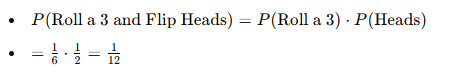 • P(Roll a 3 and Flip Heads) = P(Roll a 3) · P(Heads)
• = 1/6 · 1/2 = 1/12